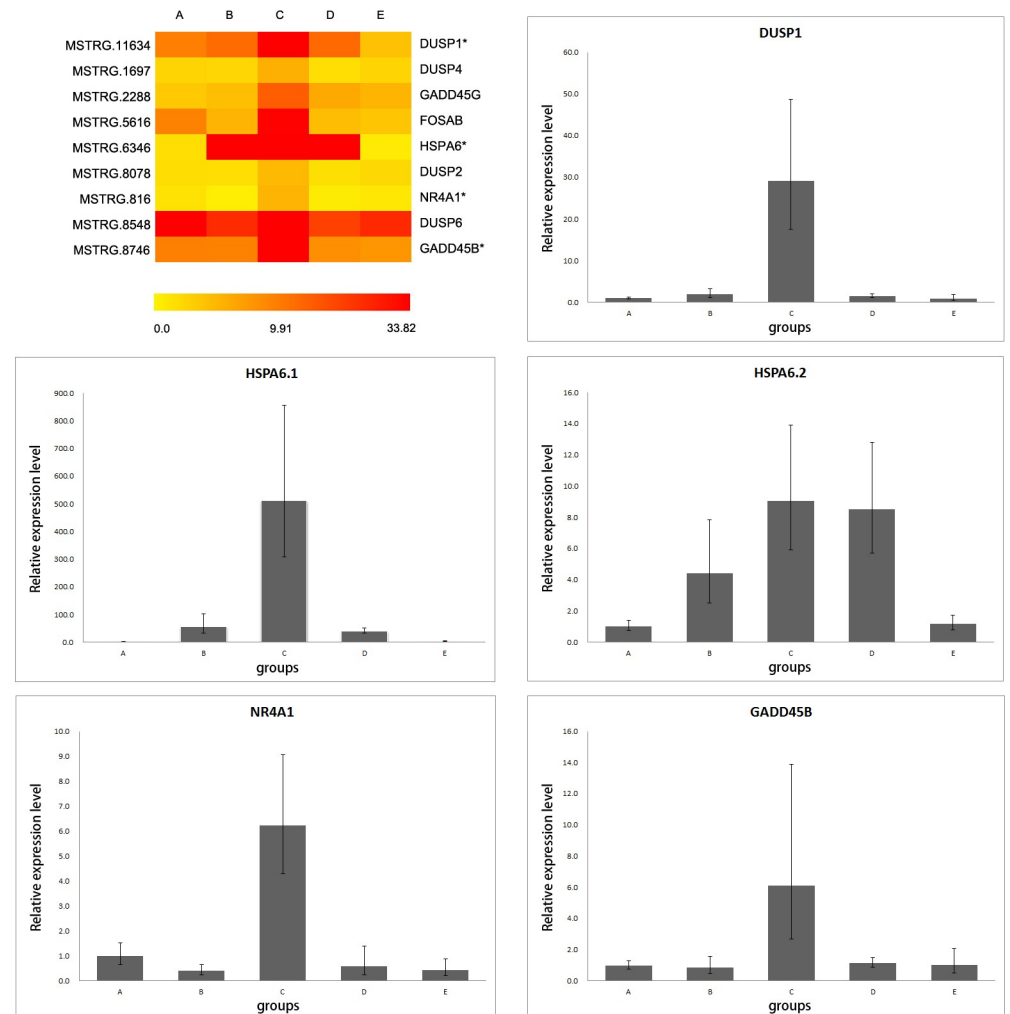 A B C D E
MSTRG.11634 DUSP1*
MSTRG.1697 DUSP4
MSTRG.2288 GADD45G
MSTRG.5616 FOSAB
MSTRG.6346 HSPA6*
MSTRG.8078 DUSP2
MSTRG.816 NR4A1*
MSTRG.8548 DUSP6
MSTRG.8746 GADD45B*
0.0 9.91 33.82
DUSP1
Relative expression level
60.0
50.0
40.0
30.0
20.0
10.0
0.0
A B C D E
groups
HSPA6.1
Relative expression level
900.0
800.0
700.0
600.0
500.0
400.0
300.0
200.0
100.0
0.0
A B C D E
groups
HSPA6.2
Relative expression level
16.0
14.0
12.0
10.0
8.0
6.0
4.0
2.0
0.0
A B C D E
groups
NR4A1
Relative expression level
10.0
9.0
8.0
7.0
6.0
5.0
4.0
3.0
2.0
1.0
0.0
A B C D E
groups
GADD45B
Relative expression level
16.0
14.0
12.0
10.0
8.0
6.0
4.0
2.0
0.0
A B C D E
groups